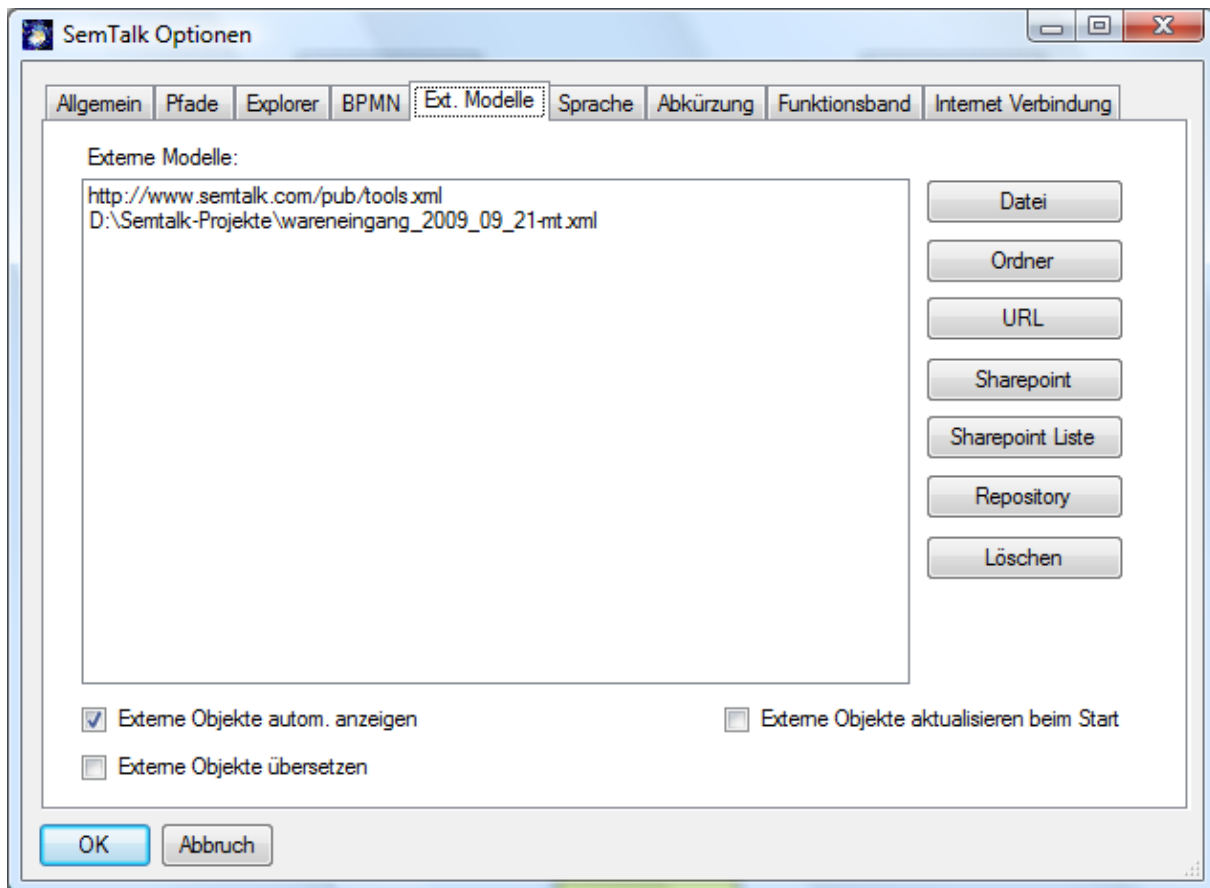 SemTalk Optionen
Allgemein Pfade Explorer BPMN Ext. Modelle Sprache Abkürzung Funktionsband Internet Verbindung
Externe Modelle:
http://www.semtalk.com/pub/tools.xml
D:\Semtalk-Projekte\wareneingang_2009_09_21-mt.xml
Datei
Ordner
URL
Sharepoint
Sharepoint Liste
Repository
Löschen
Externe Objekte autom. anzeigen
Externe Objekte aktualisieren beim Start
Externe Objekte übersetzen
OK Abbruch